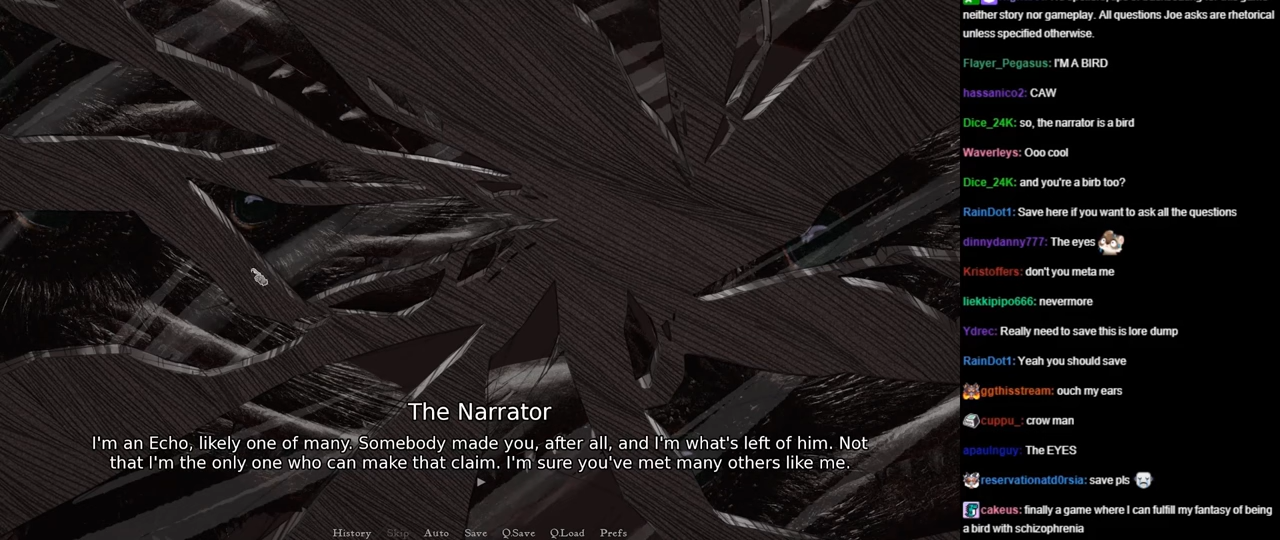 neither story nor gameplay. All questions Joe asks are rhetorical
unless specified otherwise.
Flayer_Pegasus: I'M A BIRD
hassanico2: CAW
Dice_24K: so, the narrator is a bird
Waverleys: Ooo cool
Dice_24K: and you're a birb too?
RainDot1: Save here if you want to ask all the questions
dinnydanny777: The eyes
Kristoffers: don't you meta me
liekkipipo666: nevermore
Ydrec: Really need to save this is lore dump
RainDot1: Yeah you should save
ggthisstream: ouch my ears
cuppu_: crow man
apaulnguy: The EYES
reservationatd0rsia: save pls
cakeus: finally a game where I can fulfill my fantasy of being
a bird with schizophrenia
The Narrator
I'm an Echo, likely one of many. Somebody made you, after all, and I'm what's left of him. Not
that I'm the only one who can make that claim. I'm sure you've met many others like me.
History Skip Auto Save Q.Save Q.Load Prefs